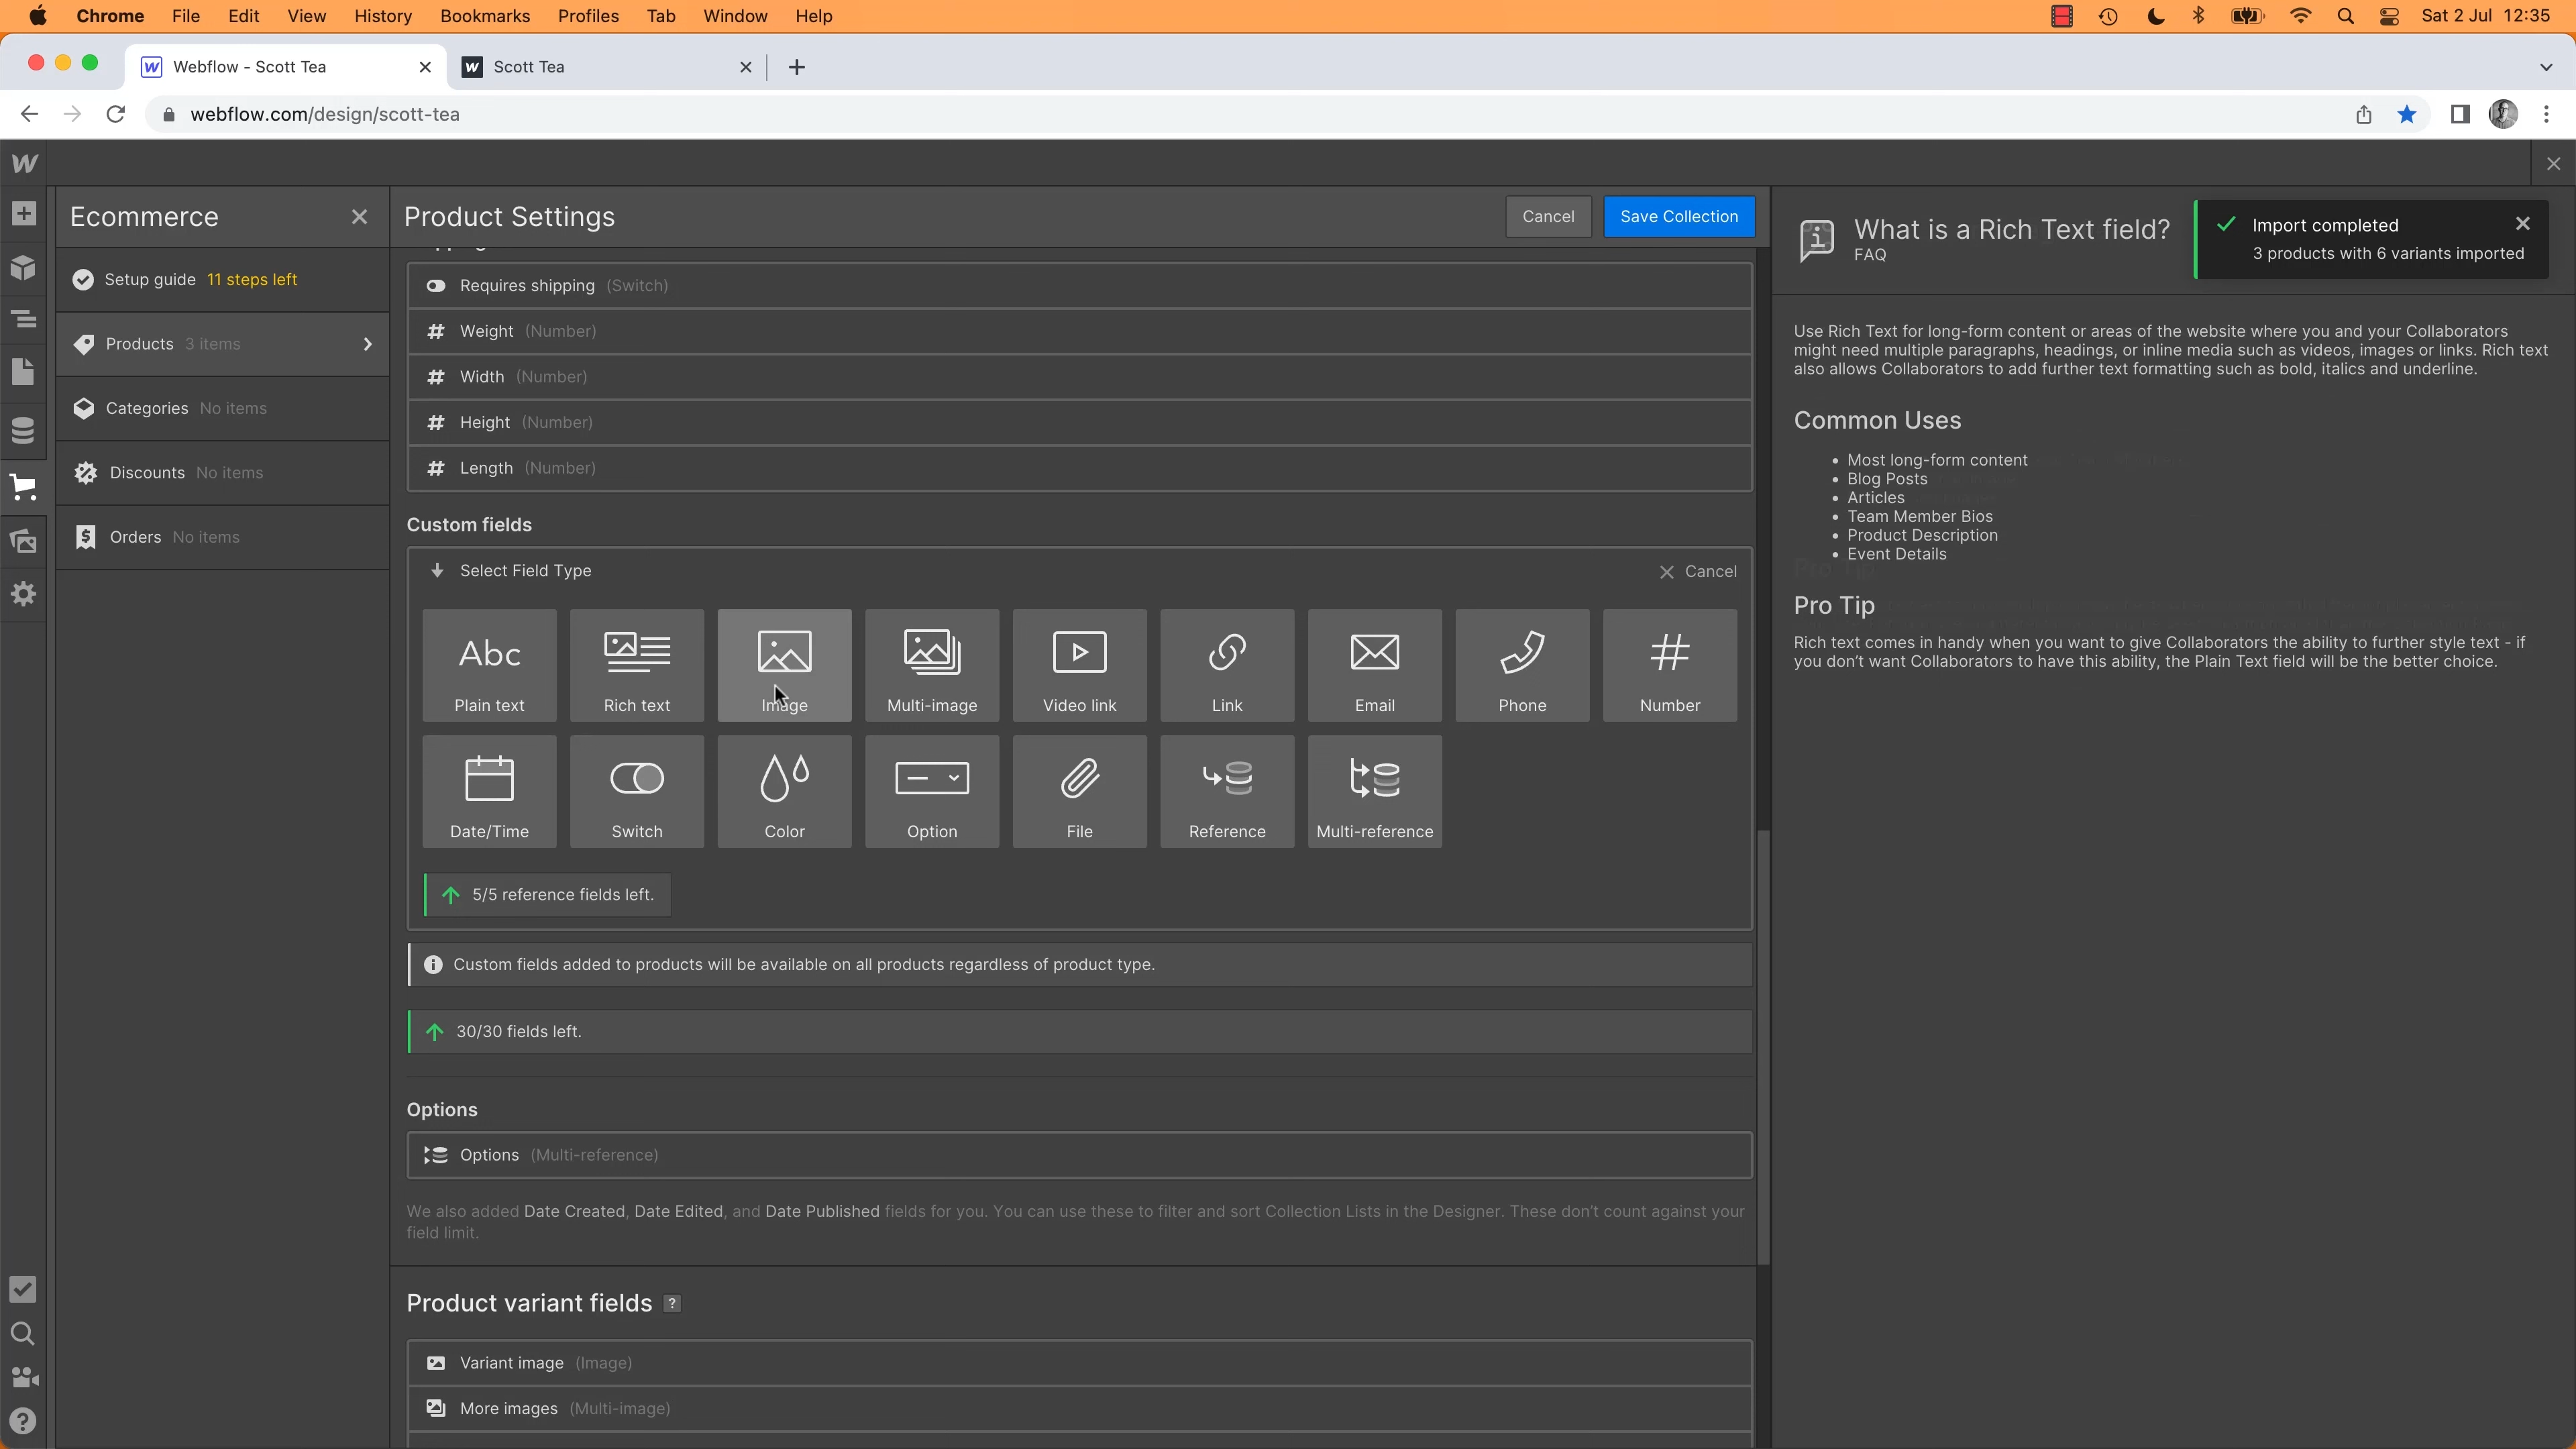 Chrome File Edit View History Bookmarks Profiles Tab Window Help Sat 2 Jul 12:35
Webflow - Scott Tea
Scott Tea
webflow.com/design/scott-tea
Ecommerce
Setup guide 11 steps left
Products 3 items
Categories No items
Discounts No items
Orders No items
Product Settings
Cancel
Save Collection
Requires shipping (Switch)
Weight (Number)
Width (Number)
Height (Number)
Length (Number)
Custom fields
Select Field Type
Cancel
Abc
Plain text
Rich text
Image
Multi-image
Video link
Link
Email
Phone
Number
Date/Time
Switch
Color
Option
File
Reference
Multi-reference
5/5 reference fields left.
Custom fields added to products will be available on all products regardless of product type.
30/30 fields left.
Options
Options (Multi-reference)
We also added Date Created, Date Edited, and Date Published fields for you. You can use these to filter and sort Collection Lists in the Designer. These don't count against your
field limit.
Product variant fields ?
Variant image (Image)
More images (Multi-image)
What is a Rich Text field?
FAQ
Import completed
3 products with 6 variants imported
Use Rich Text for long-form content or areas of the website where you and your Collaborators
might need multiple paragraphs, headings, or inline media such as videos, images or links. Rich text
also allows Collaborators to add further text formatting such as bold, italics and underline.
Common Uses
Most long-form content
Blog Posts
Articles
Team Member Bios
Product Description
Event Details
Pro Tip
Rich text comes in handy when you want to give Collaborators the ability to further style text - if
you don't want Collaborators to have this ability, the Plain Text field will be the better choice.